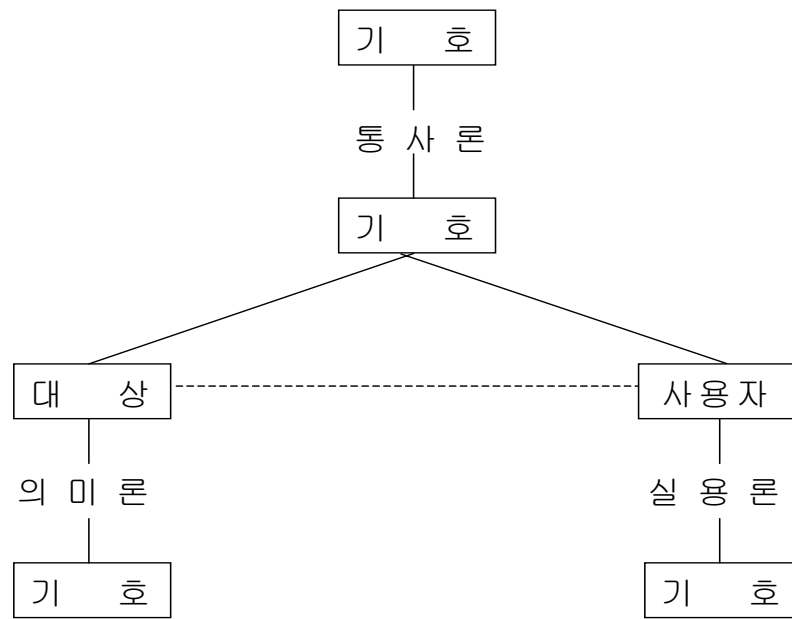 기 호
통 사 론
기 호
대 상
사용자
의 미 론
실 용 론
기 호
기 호